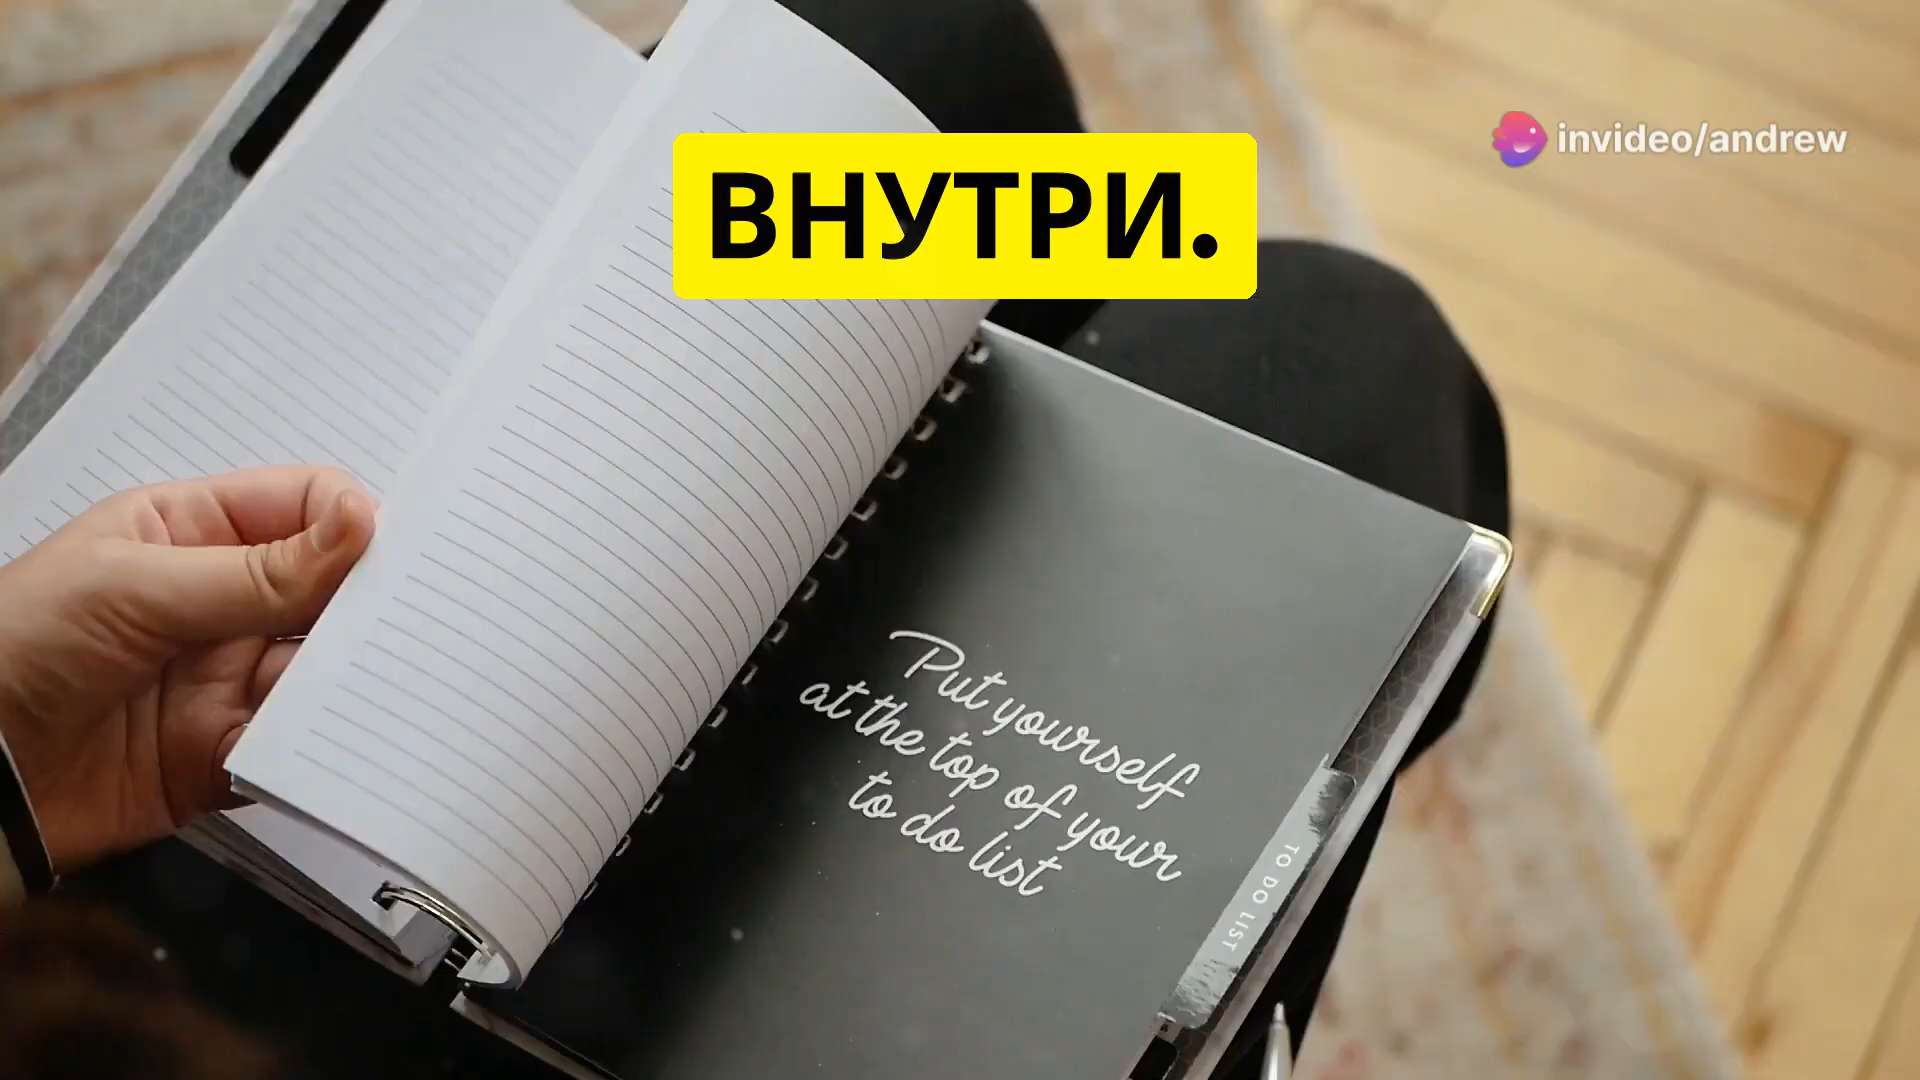 ВНУТРИ.
invideo/andrew
Put yourself
at the top of your
to do list
TO DO LIST